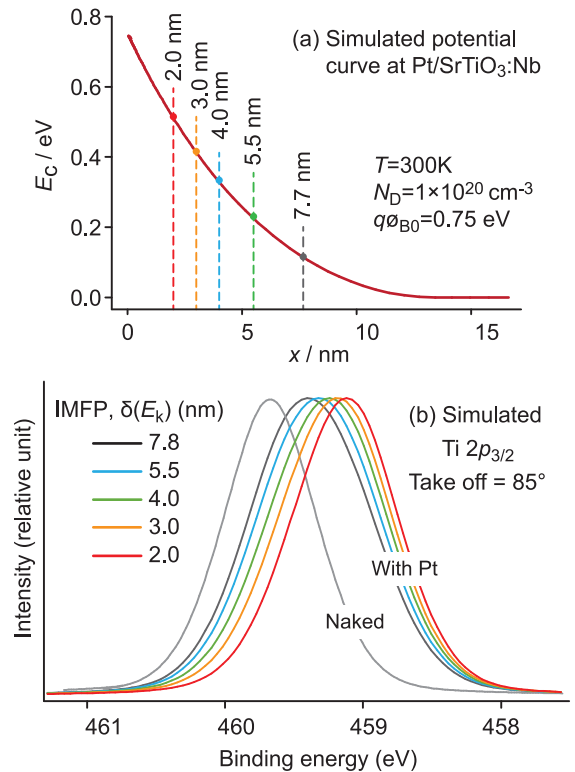 (a) Simulated potential
curve at Pt/SrTiO3:Nb
2.0 nm
3.0 nm
4.0 nm
5.5 nm
7.7 nm
T=300K
ND=1×10²⁰ cm⁻³
qøB0=0.75 eV
0.8
0.6
0.4
0.2
0.0
EC / eV
0
5
10
15
x / nm
IMFP, δ(Ek) (nm)
7.8
5.5
4.0
3.0
2.0
(b) Simulated
Ti 2p3/2
Take off = 85°
With Pt
Naked
Intensity (relative unit)
461
460
459
458
Binding energy (eV)